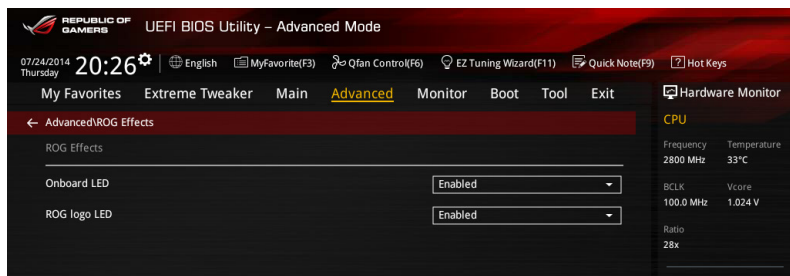 REPUBLIC OF
GAMERS
UEFI BIOS Utility – Advanced Mode
07/24/2014
Thursday
20:26
English
MyFavorite(F3)
Qfan Control(F6)
EZ Tuning Wizard(F11)
Quick Note(F9)
? Hot Keys
My Favorites Extreme Tweaker Main Advanced Monitor Boot Tool Exit
Hardware Monitor
← Advanced\ROG Effects
ROG Effects
Onboard LED Enabled
ROG logo LED Enabled
CPU
Frequency Temperature
2800 MHz 33°C
BCLK Vcore
100.0 MHz 1.024 V
Ratio
28x